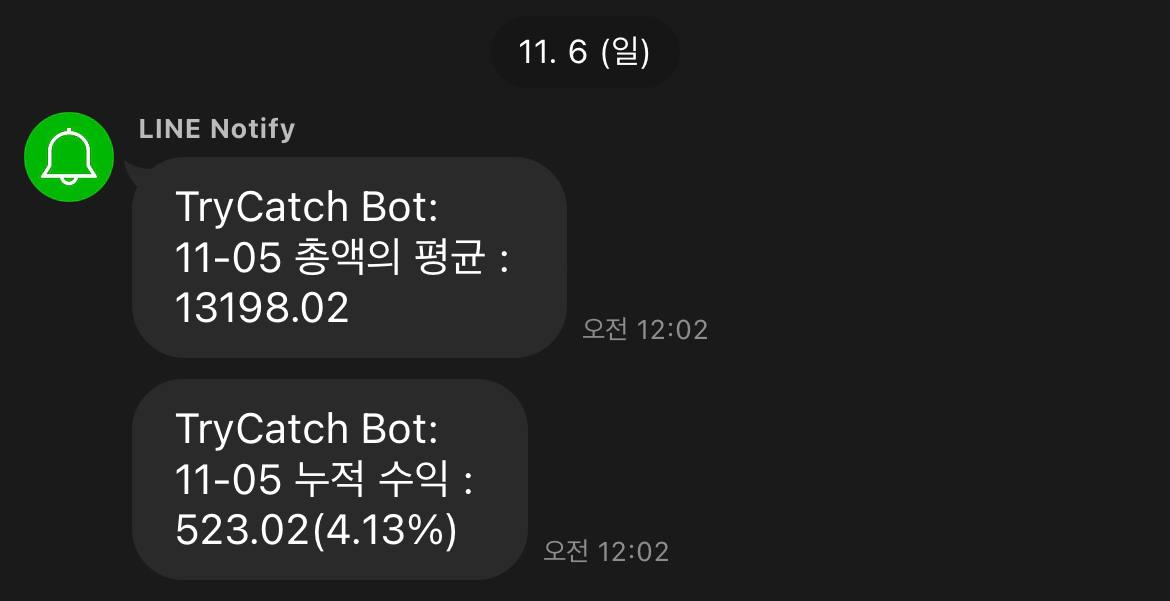 11. 6 (일)
LINE Notify
TryCatch Bot:
11-05 총액의 평균 :
13198.02
오전 12:02
TryCatch Bot:
11-05 누적 수익 :
523.02(4.13%)
오전 12:02